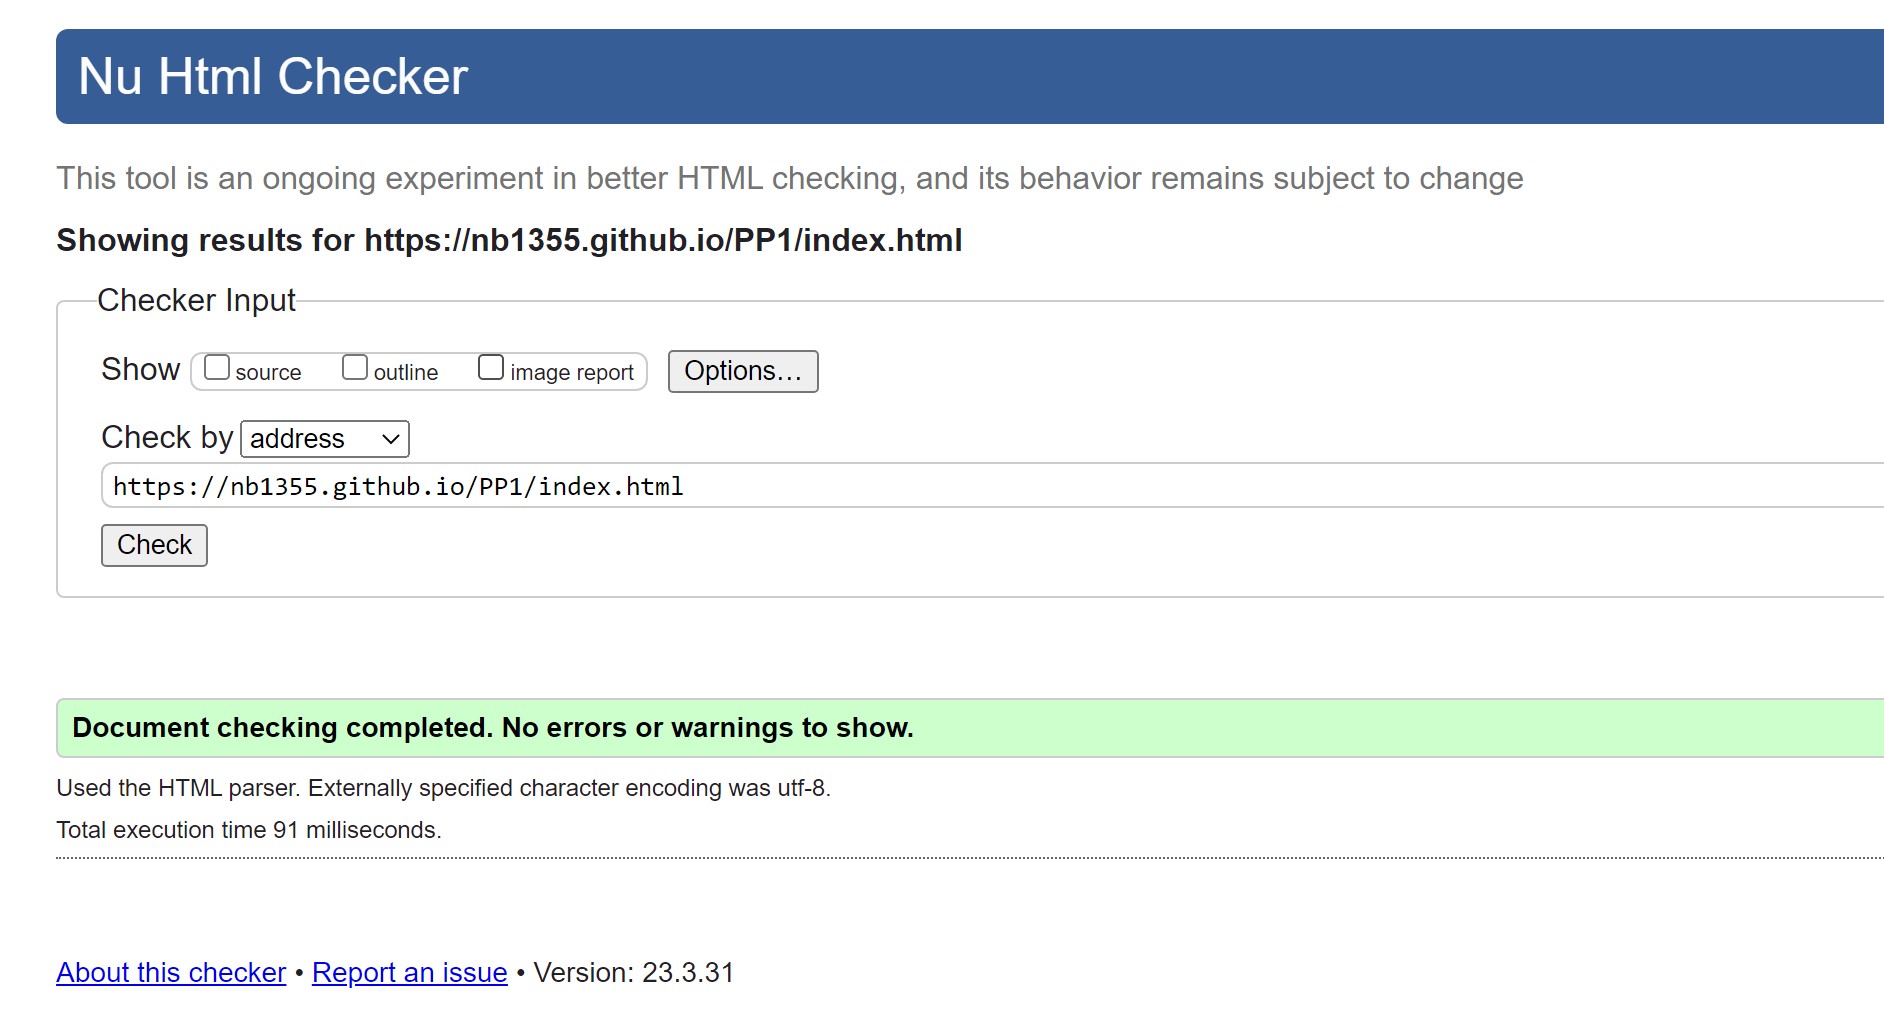 Nu Html Checker
This tool is an ongoing experiment in better HTML checking, and its behavior remains subject to change
Showing results for https://nb1355.github.io/PP1/index.html
Checker Input
Show source outline image report Options...
Check by address
https://nb1355.github.io/PP1/index.html
Check
Document checking completed. No errors or warnings to show.
Used the HTML parser. Externally specified character encoding was utf-8.
Total execution time 91 milliseconds.
About this checker • Report an issue • Version: 23.3.31